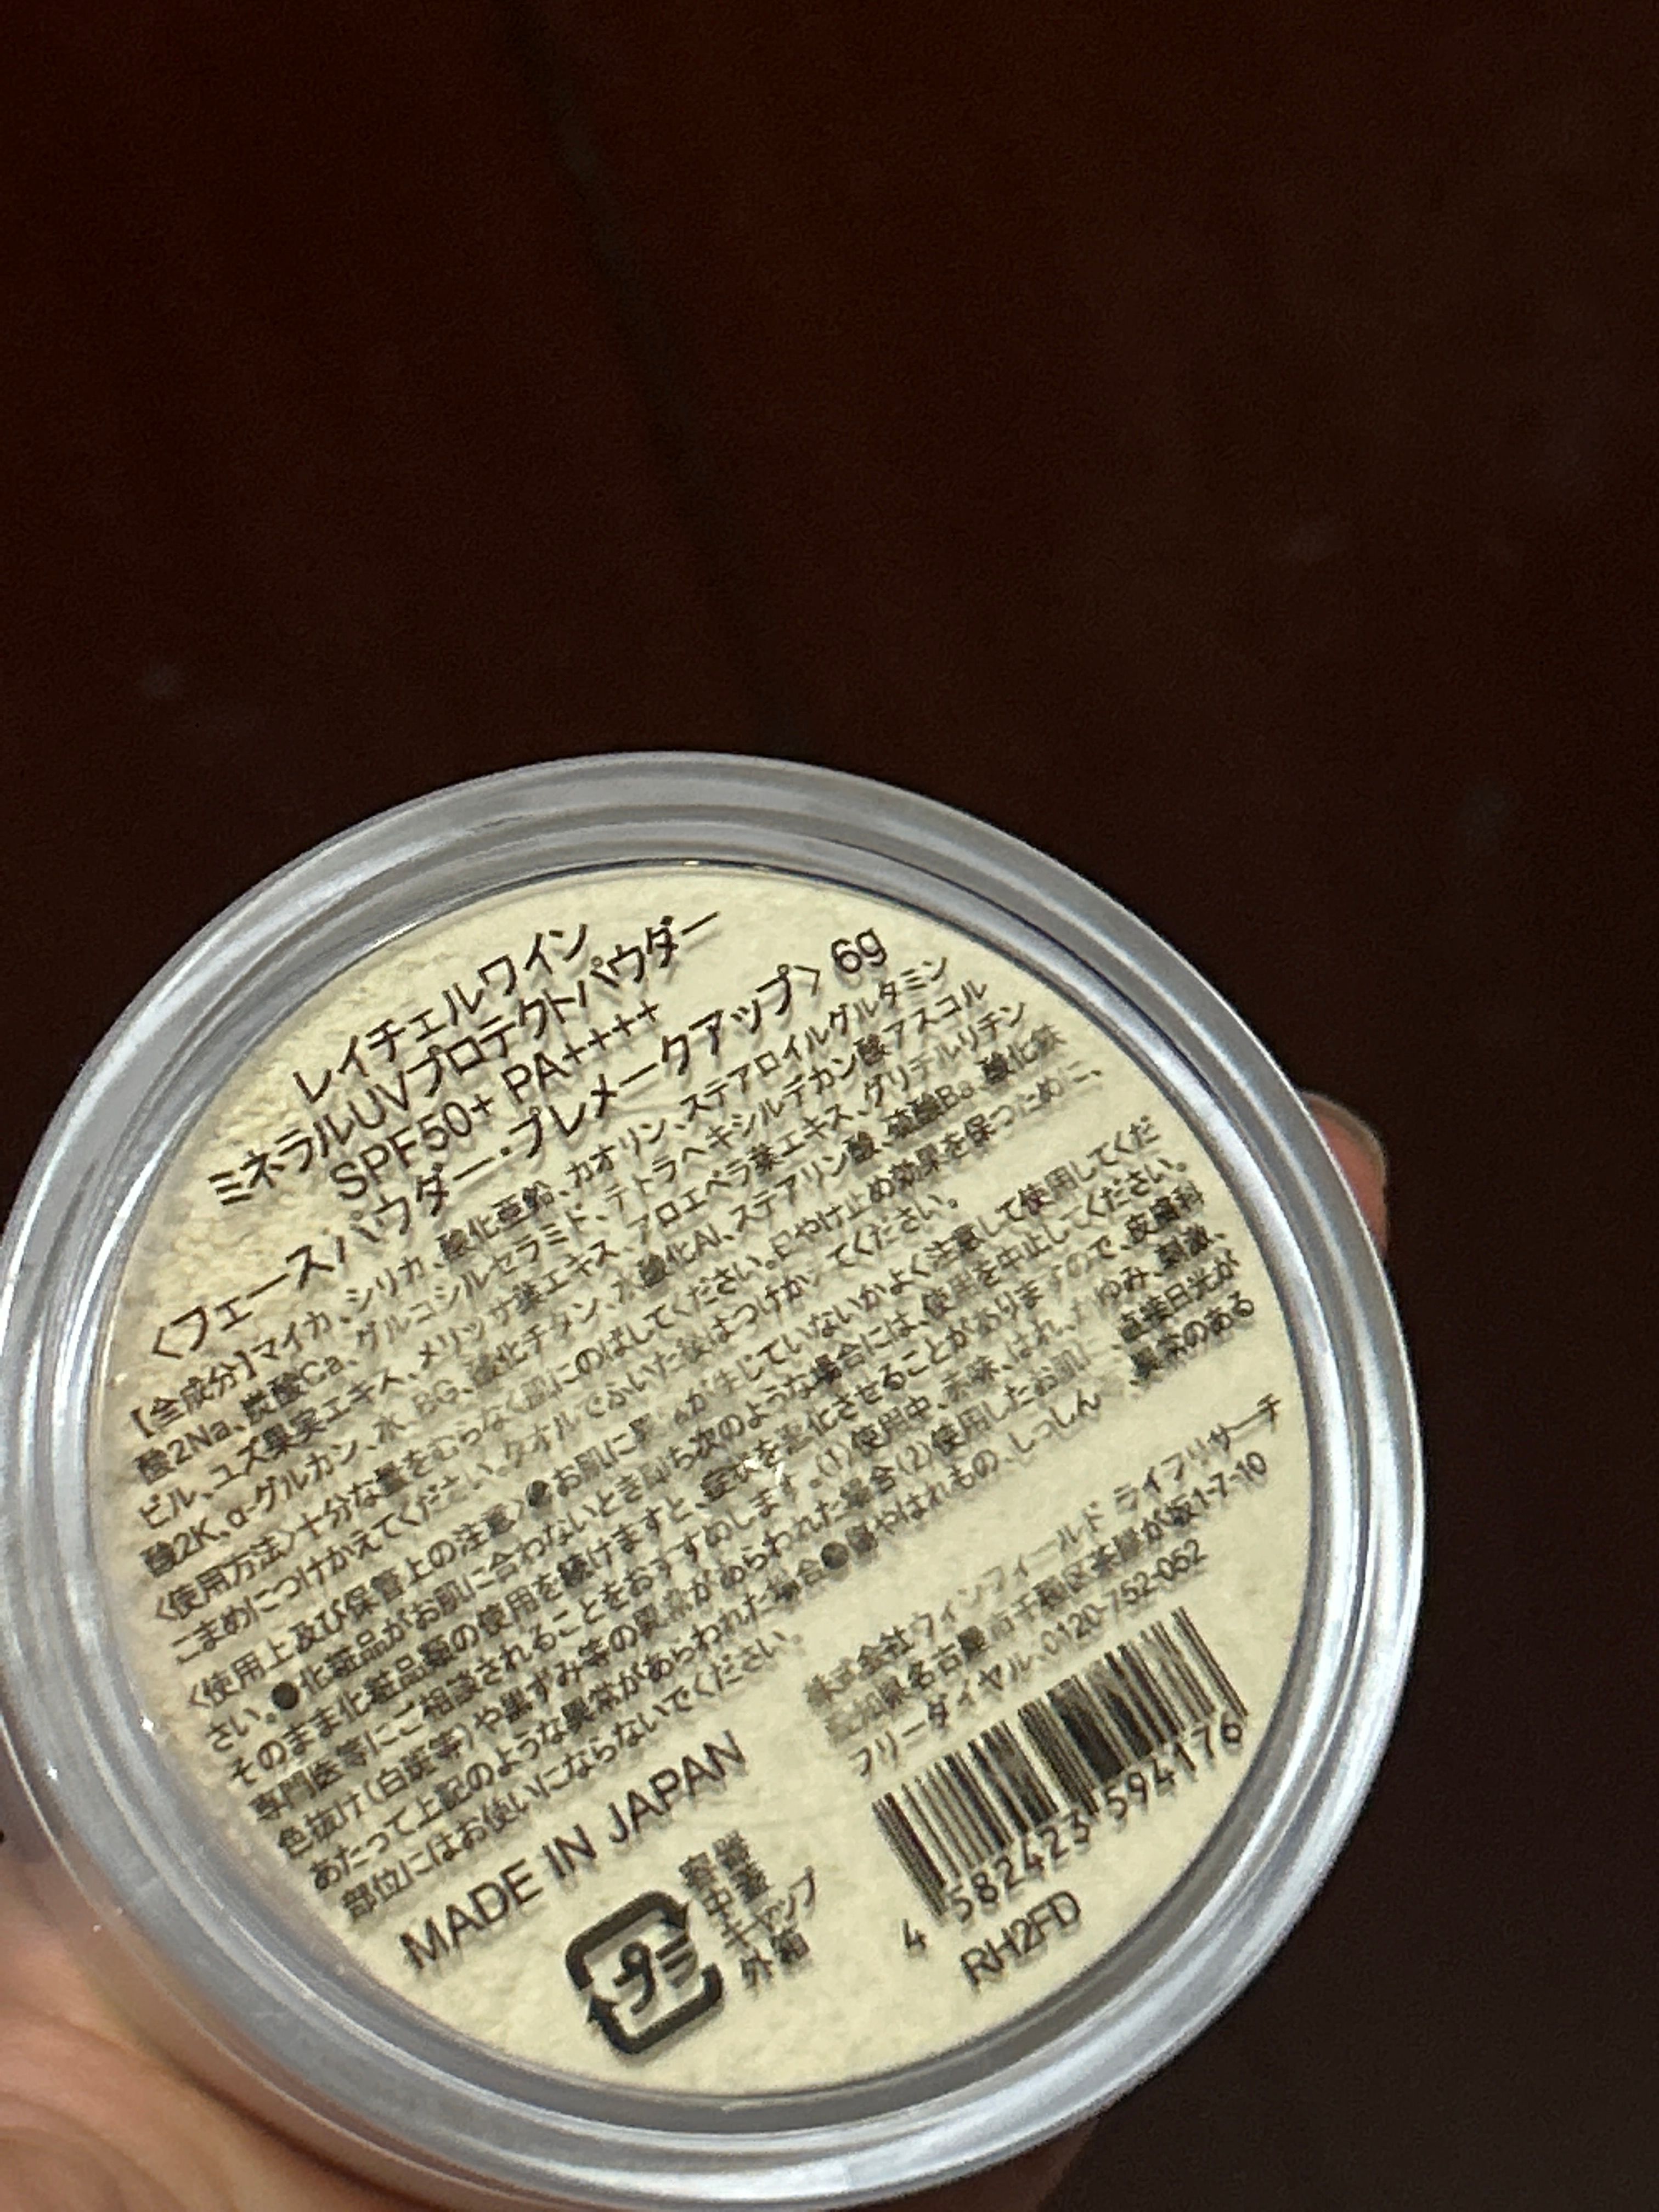 レイチェルワイン
ミネラルUVプロテクトパウダー
SPF50+ PA++++
〈フェースパウダー・プレメークアップ〉 6g
【全成分】マイカ、シリカ、酸化亜鉛、カオリン、ステアロイルグルタミン
酸2Na、炭酸Ca、グルコシルセラミド、テトラヘキシルデカン酸アスコル
ビル、ユズ果実エキス、メリッサ葉エキス、アロエベラ葉エキス、グリチルリチン
酸2K、α-グルカン、水、BG、酸化チタン、水酸化Al、ステアリン酸、硫酸Ba、酸化鉄
〈使用方法〉十分な量をむらなく肌にのばしてください。日やけ止め効果を保つために、
こまめにつけかえてください。タオルでふいた後はつけかえてください。
〈使用上及び保管上の注意〉●お肌に異常が生じていないかよく注意して使用してくだ
さい。●化粧品がお肌に合わないとき即ち次のような場合には、使用を中止してください。
そのまま化粧品類の使用を続けますと、症状を悪化させることがありますので、皮膚科
専門医等にご相談されることをおすすめします。(1)使用中、赤味、はれ、かゆみ、刺激、
色抜け(白斑等)や黒ずみ等の異常があらわれた場合(2)使用したお肌に、直接日光が
あたって上記のような異常があらわれた場合●傷やはれもの、しっしん、異常のある
部位にはお使いにならないでください。
MADE IN JAPAN
容器
中蓋
キャップ
外箱
株式会社ウィンフィールド ライフリサーチ
愛知県名古屋市千種区茶屋が坂1-7-10
フリーダイヤル.0120-752-052
4 582423 594176
RH2FD